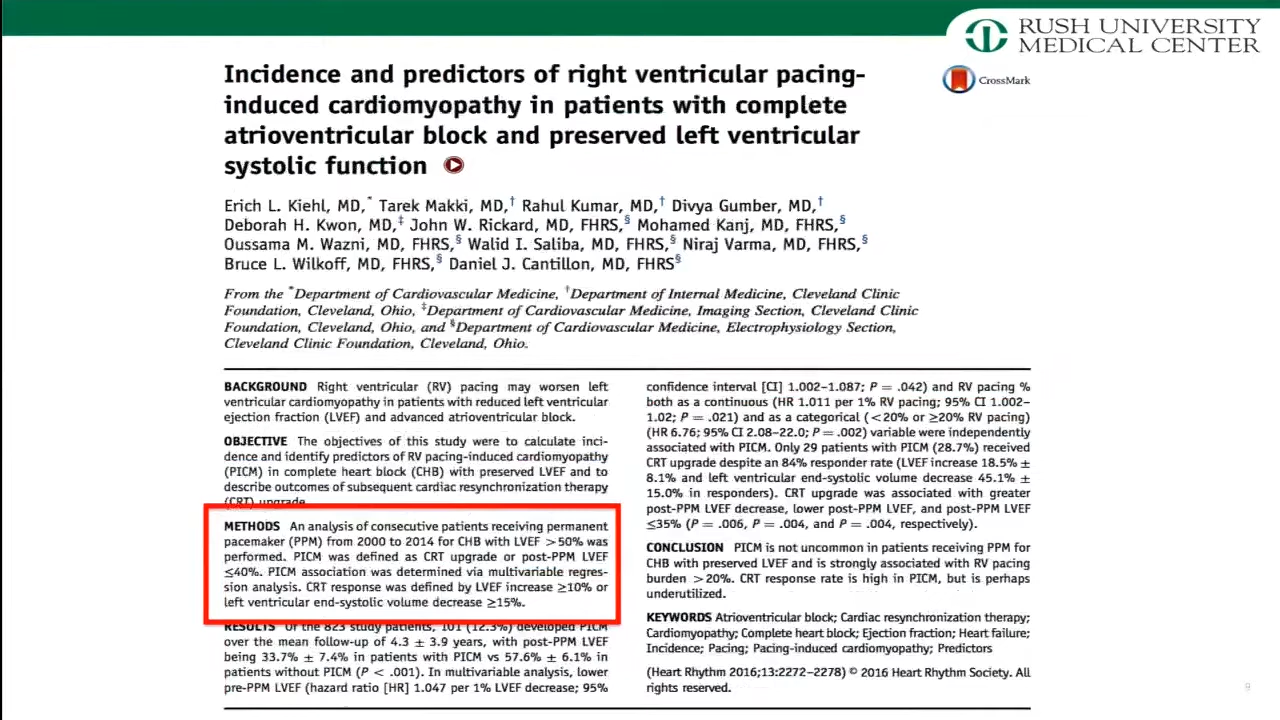 RUSH UNIVERSITY
MEDICAL CENTER
CrossMark
Incidence and predictors of right ventricular pacing-
induced cardiomyopathy in patients with complete
atrioventricular block and preserved left ventricular
systolic function
Erich L. Kiehl, MD,* Tarek Makki, MD,† Rahul Kumar, MD,† Divya Gumber, MD,†
Deborah H. Kwon, MD,‡ John W. Rickard, MD, FHRS,§ Mohamed Kanj, MD, FHRS,§
Oussama M. Wazni, MD, FHRS,§ Walid I. Saliba, MD, FHRS,§ Niraj Varma, MD, FHRS,§
Bruce L. Wilkoff, MD, FHRS,§ Daniel J. Cantillon, MD, FHRS§
From the *Department of Cardiovascular Medicine, †Department of Internal Medicine, Cleveland Clinic
Foundation, Cleveland, Ohio, ‡Department of Cardiovascular Medicine, Imaging Section, Cleveland Clinic
Foundation, Cleveland, Ohio, and §Department of Cardiovascular Medicine, Electrophysiology Section,
Cleveland Clinic Foundation, Cleveland, Ohio.
BACKGROUND Right ventricular (RV) pacing may worsen left
ventricular cardiomyopathy in patients with reduced left ventricular
ejection fraction (LVEF) and advanced atrioventricular block.
OBJECTIVE The objectives of this study were to calculate inci-
dence and identify predictors of RV pacing-induced cardiomyopathy
(PICM) in complete heart block (CHB) with preserved LVEF and to
describe outcomes of subsequent cardiac resynchronization therapy
(CRT) upgrade.
METHODS An analysis of consecutive patients receiving permanent
pacemaker (PPM) from 2000 to 2014 for CHB with LVEF >50% was
performed. PICM was defined as CRT upgrade or post-PPM LVEF
≤40%. PICM association was determined via multivariable regres-
sion analysis. CRT response was defined by LVEF increase ≥10% or
left ventricular end-systolic volume decrease ≥15%.
RESULTS Of the 823 study patients, 101 (12.3%) developed PICM
over the mean follow-up of 4.3 ± 3.9 years, with post-PPM LVEF
being 33.7% ± 7.4% in patients with PICM vs 57.6% ± 6.1% in
patients without PICM (P < .001). In multivariable analysis, lower
pre-PPM LVEF (hazard ratio [HR] 1.047 per 1% LVEF decrease; 95%
confidence interval [CI] 1.002–1.087; P = .042) and RV pacing %
both as a continuous (HR 1.011 per 1% RV pacing; 95% CI 1.002–
1.02; P = .021) and as a categorical (<20% or ≥20% RV pacing)
(HR 6.76; 95% CI 2.08–22.0; P = .002) variable were independently
associated with PICM. Only 29 patients with PICM (28.7%) received
CRT upgrade despite an 84% responder rate (LVEF increase 18.5% ±
8.1% and left ventricular end-systolic volume decrease 45.1% ±
15.0% in responders). CRT upgrade was associated with greater
post-PPM LVEF decrease, lower post-PPM LVEF, and post-PPM LVEF
≤35% (P = .006, P = .004, and P = .004, respectively).
CONCLUSION PICM is not uncommon in patients receiving PPM for
CHB with preserved LVEF and is strongly associated with RV pacing
burden >20%. CRT response rate is high in PICM, but is perhaps
underutilized.
KEYWORDS Atrioventricular block; Cardiac resynchronization therapy;
Cardiomyopathy; Complete heart block; Ejection fraction; Heart failure;
Incidence; Pacing; Pacing-induced cardiomyopathy; Predictors
(Heart Rhythm 2016;13:2272–2278) © 2016 Heart Rhythm Society. All
rights reserved.
9